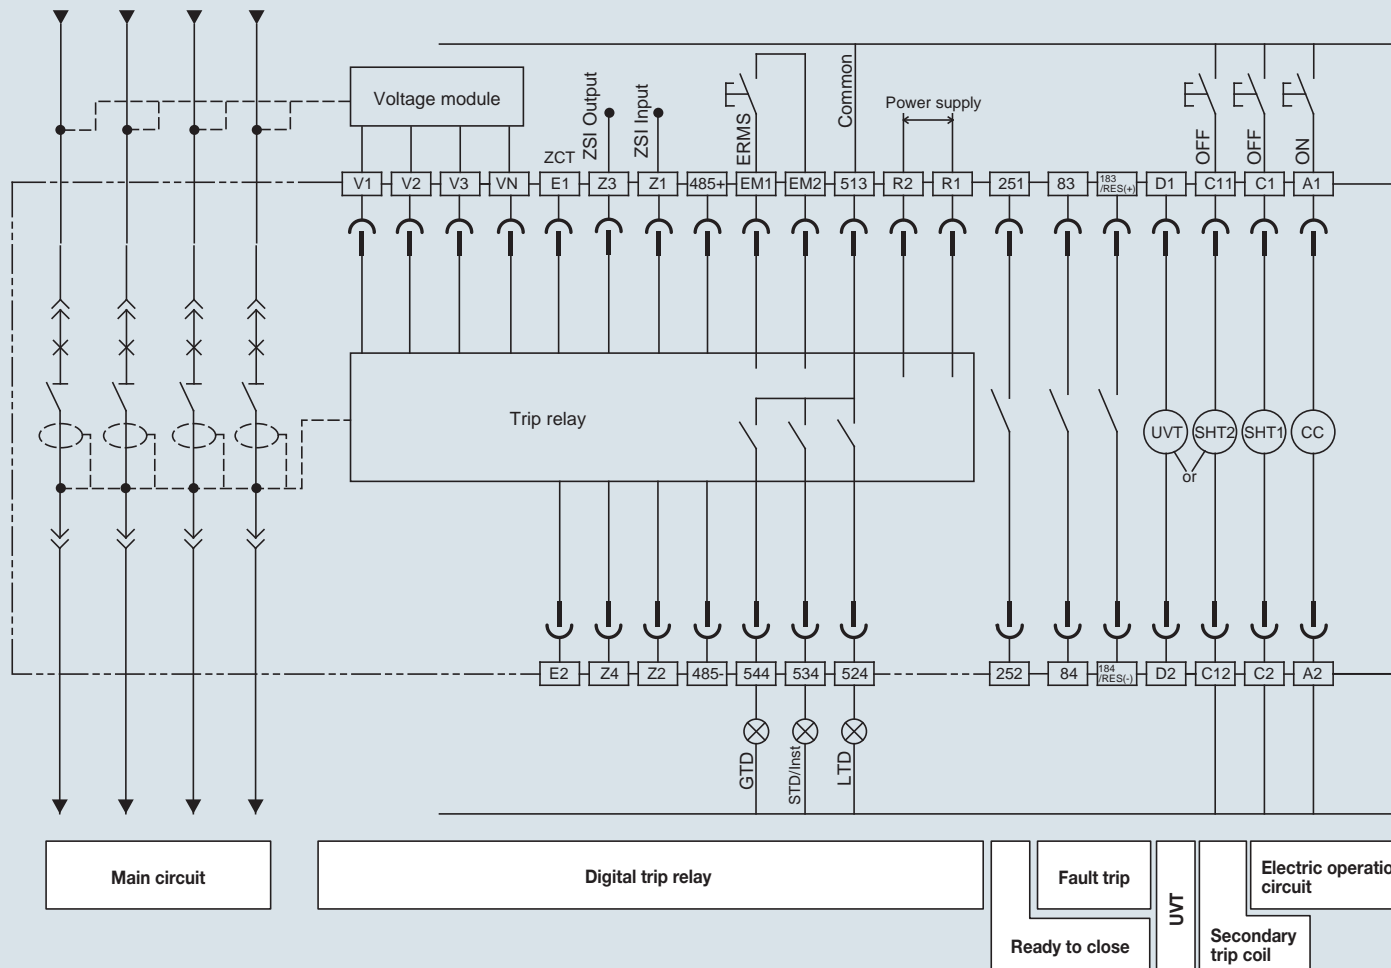 Voltage module
ZCT
ZSI Output
ZSI Input
ERMS
Common
Power supply
OFF
OFF
ON
V1 V2 V3 VN E1 Z3 Z1 485+ EM1 EM2 513 R2 R1 251 83 183 /RES(+) D1 C11 C1 A1
Trip relay
UVT SHT2 SHT1 CC
or
E2 Z4 Z2 485- 544 534 524 252 84 184 /RES(-) D2 C12 C2 A2
GTD
STD/Inst
LTD
Main circuit
Digital trip relay
Fault trip
Ready to close
UVT
Secondary
trip coil
Electric operatio
circuit